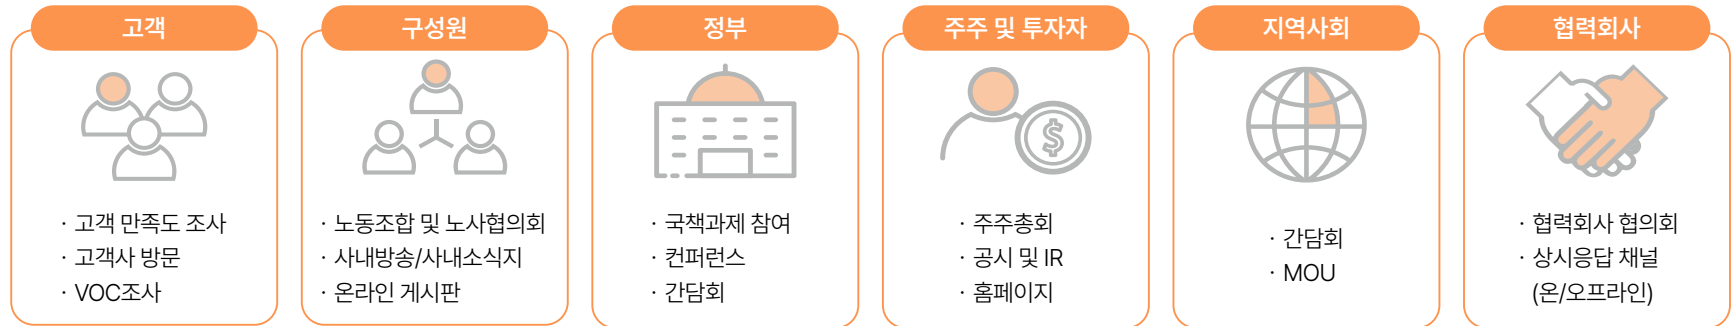 고객
· 고객 만족도 조사
· 고객사 방문
· VOC조사
구성원
· 노동조합 및 노사협의회
· 사내방송/사내소식지
· 온라인 게시판
정부
· 국책과제 참여
· 컨퍼런스
· 간담회
주주 및 투자자
$
· 주주총회
· 공시 및 IR
· 홈페이지
지역사회
· 간담회
· MOU
협력회사
· 협력회사 협의회
· 상시응답 채널
(온/오프라인)